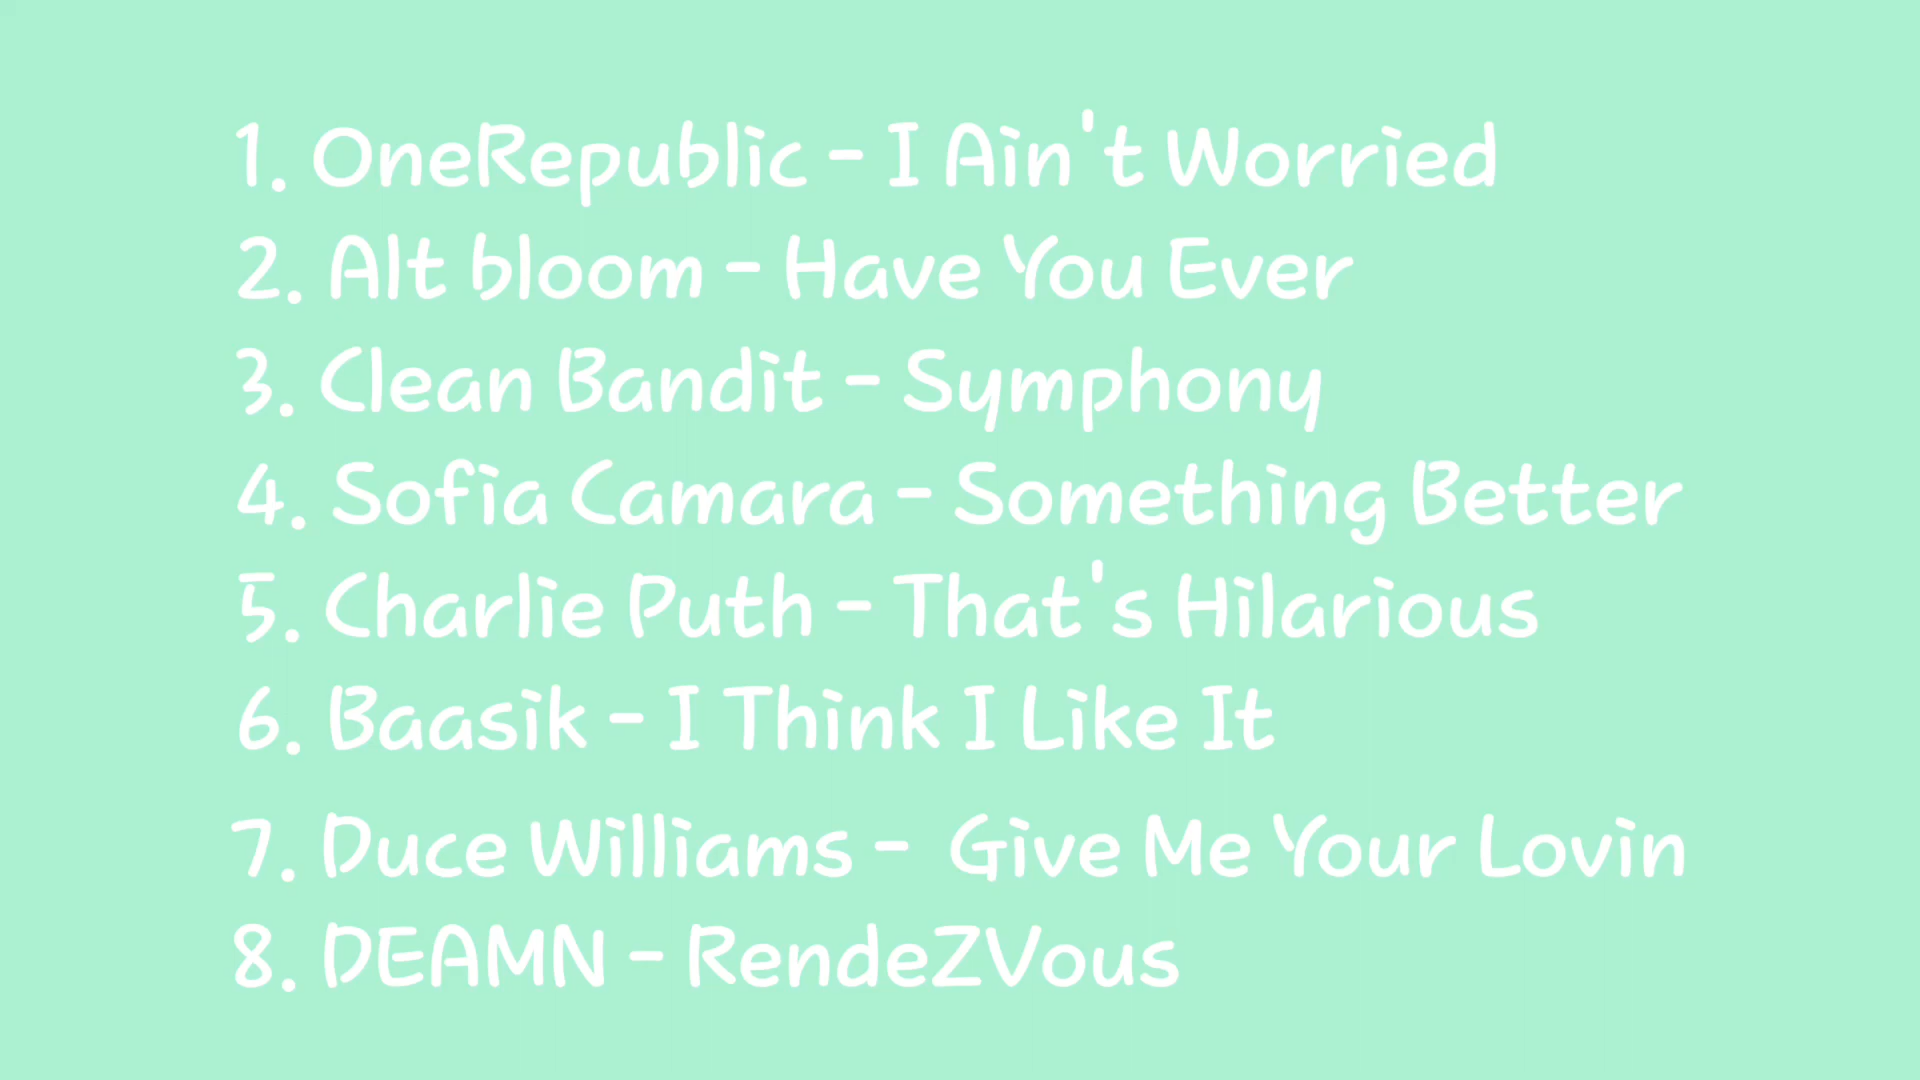 1. OneRepublic - I Ain't Worried
2. Alt bloom - Have You Ever
3. Clean Bandit - Symphony
4. Sofia Camara - Something Better
5. Charlie Puth - That's Hilarious
6. Baasik - I Think I Like It
7. Duce Williams - Give Me Your Lovin
8. DEAMN - RendeZVous